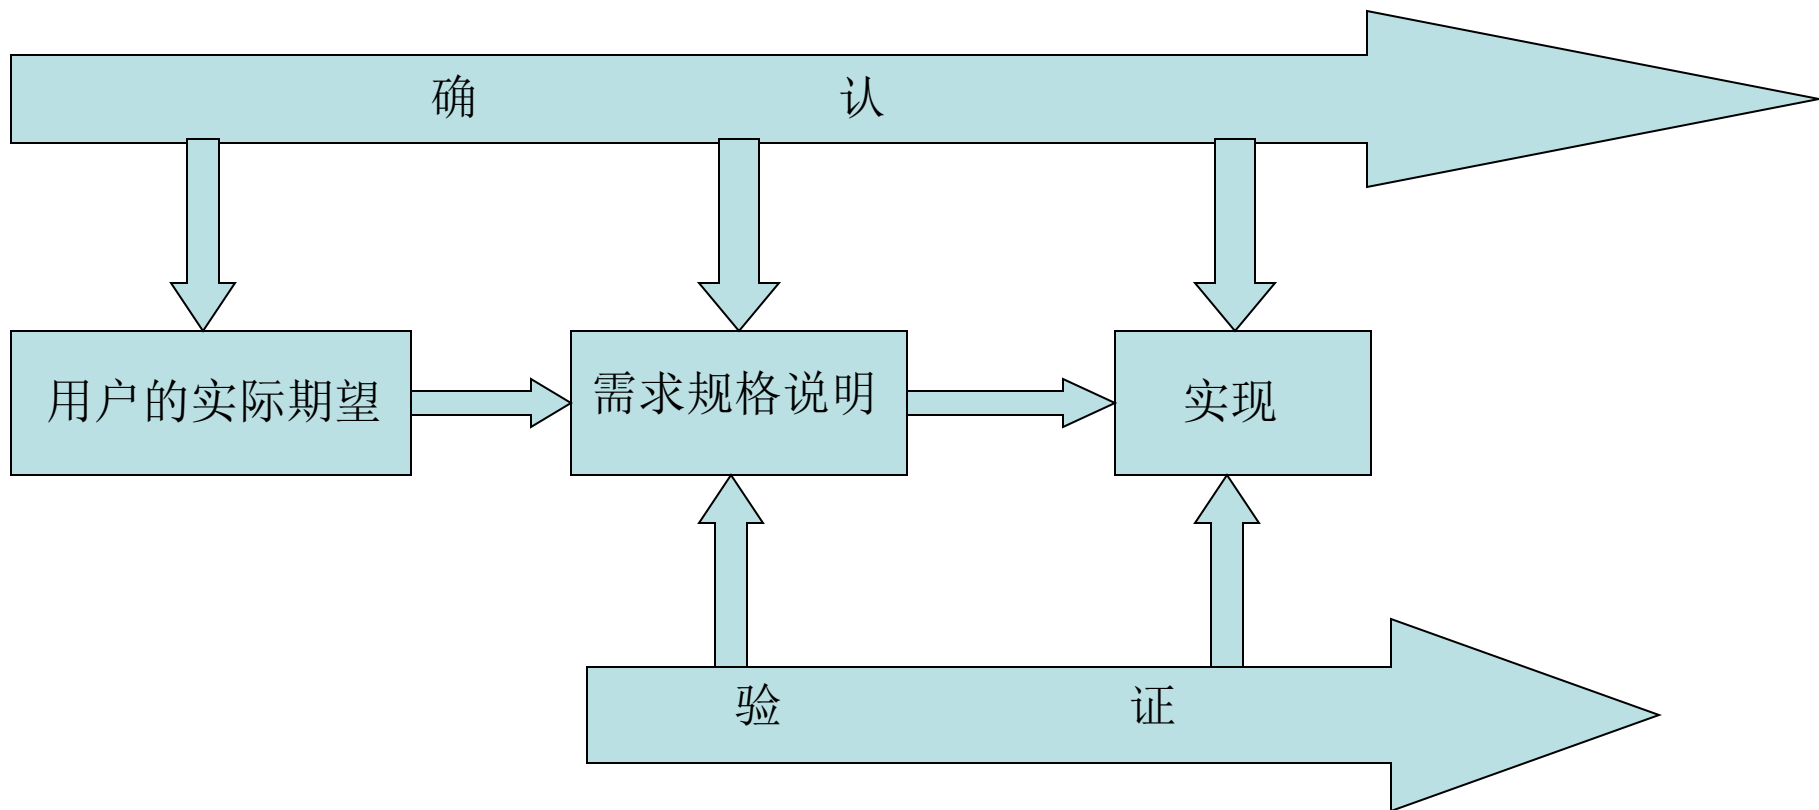 确 认
用户的实际期望
需求规格说明
实现
验 证